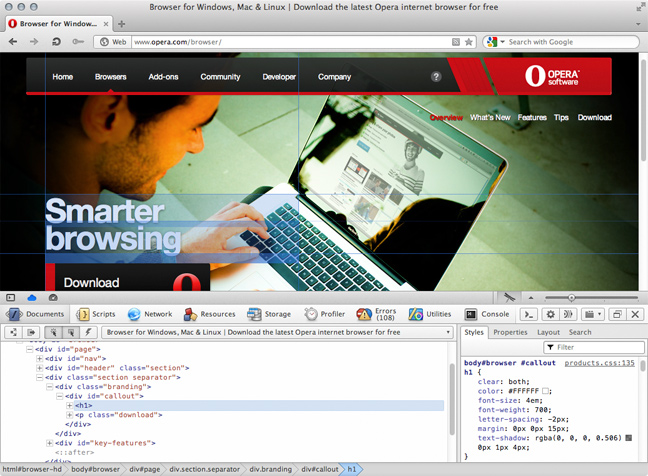 Browser for Windows, Mac & Linux | Download the latest Opera internet browser for free
Browser for Windows, Mac...
Web www.opera.com/browser/ Search with Google
Home Browsers Add-ons Community Developer Company ? OPERA
software
Overview What's New Features Tips Download
Smarter
browsing
Download
Documents Scripts Network Resources Storage Profiler Errors (108) Utilities Console
Browser for Windows, Mac & Linux | Download the latest Opera internet browser for free
Styles Properties Layout Search
Filter
<div id="page">
<div id="nav">
<div id="header" class="section">
<div class="section separator">
<div class="branding">
<div id="callout">
<h1>
<p class="download">
</div>
</div>
<div id="key-features">
<::after>
</div>
body#browser #callout products.css:135
h1 {
clear: both;
color: #FFFFFF ;
font-size: 4em;
font-weight: 700;
letter-spacing: -2px;
margin: 0px 0px 15px;
text-shadow: rgba(0, 0, 0, 0.506)
0px 1px 4px;
}
html#browser-hd body#browser div#page div.section.separator div.branding div#callout h1